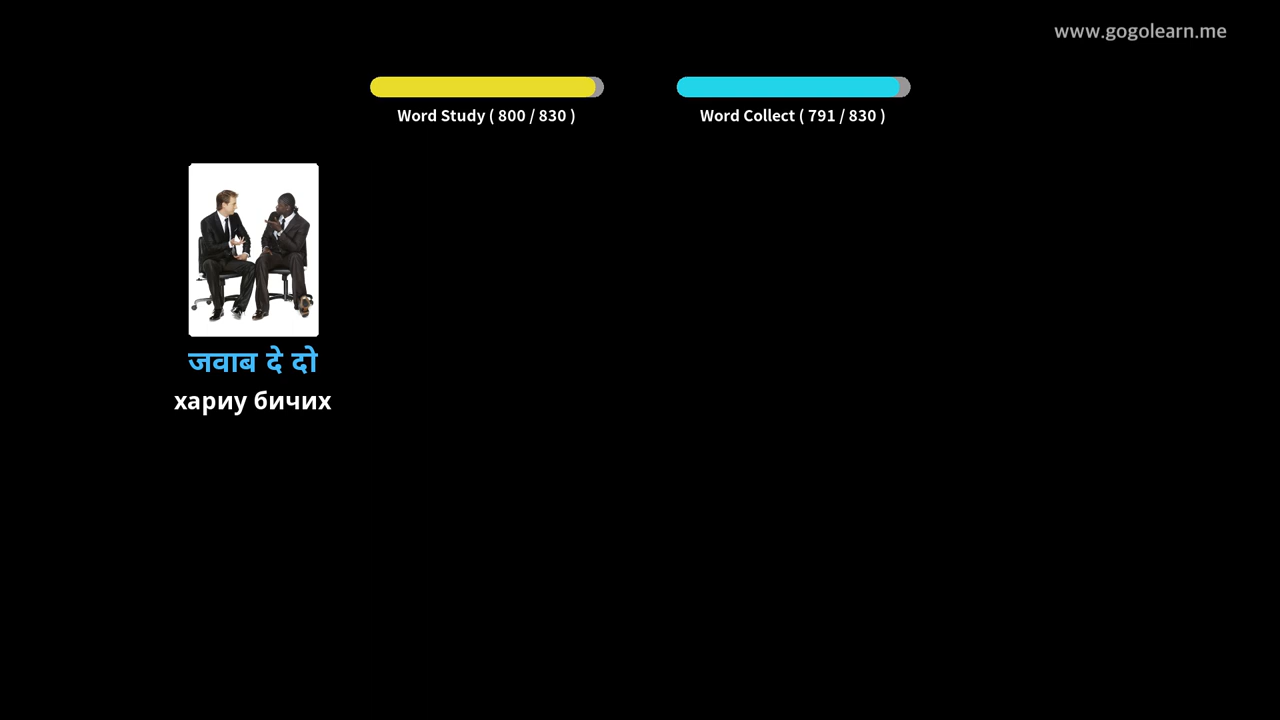 www.gogolearn.me
Word Study ( 800 / 830 )
Word Collect ( 791 / 830 )
जवाब दे दो
хариу бичих